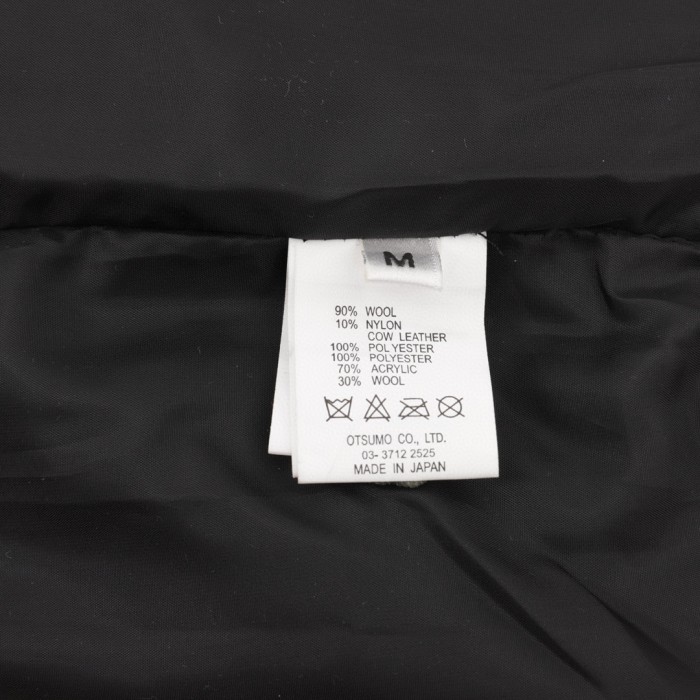 M
90% WOOL
10% NYLON
COW LEATHER
100% POLYESTER
100% POLYESTER
70% ACRYLIC
30% WOOL
OTSUMO CO., LTD.
03- 3712 2525
MADE IN JAPAN